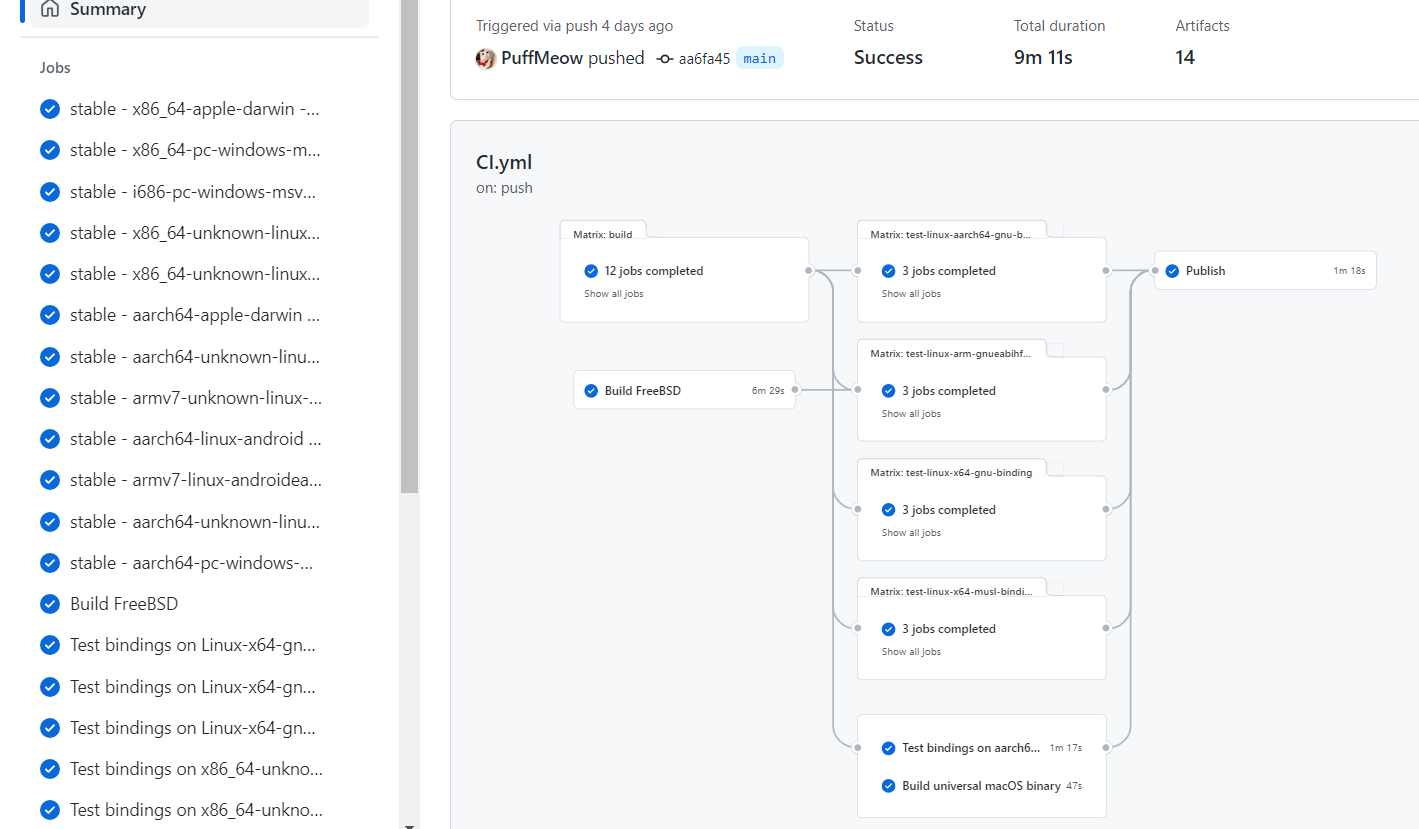 Summary
Jobs
stable - x86_64-apple-darwin -...
stable - x86_64-pc-windows-m...
stable - i686-pc-windows-msv...
stable - x86_64-unknown-linux...
stable - x86_64-unknown-linux...
stable - aarch64-apple-darwin ...
stable - aarch64-unknown-linu...
stable - armv7-unknown-linux-...
stable - aarch64-linux-android ...
stable - armv7-linux-androidea...
stable - aarch64-unknown-linu...
stable - aarch64-pc-windows-...
Build FreeBSD
Test bindings on Linux-x64-gn...
Test bindings on Linux-x64-gn...
Test bindings on Linux-x64-gn...
Test bindings on x86_64-unkno...
Test bindings on x86_64-unkno...
Triggered via push 4 days ago
PuffMeow pushed aa6fa45 main
Status
Success
Total duration
9m 11s
Artifacts
14
CI.yml
on: push
Matrix: build
12 jobs completed
Show all jobs
Build FreeBSD 6m 29s
Matrix: test-linux-aarch64-gnu-b...
3 jobs completed
Show all jobs
Matrix: test-linux-arm-gnueabihf...
3 jobs completed
Show all jobs
Matrix: test-linux-x64-gnu-binding
3 jobs completed
Show all jobs
Matrix: test-linux-x64-musl-bindi...
3 jobs completed
Show all jobs
Test bindings on aarch6... 1m 17s
Build universal macOS binary 47s
Publish 1m 18s